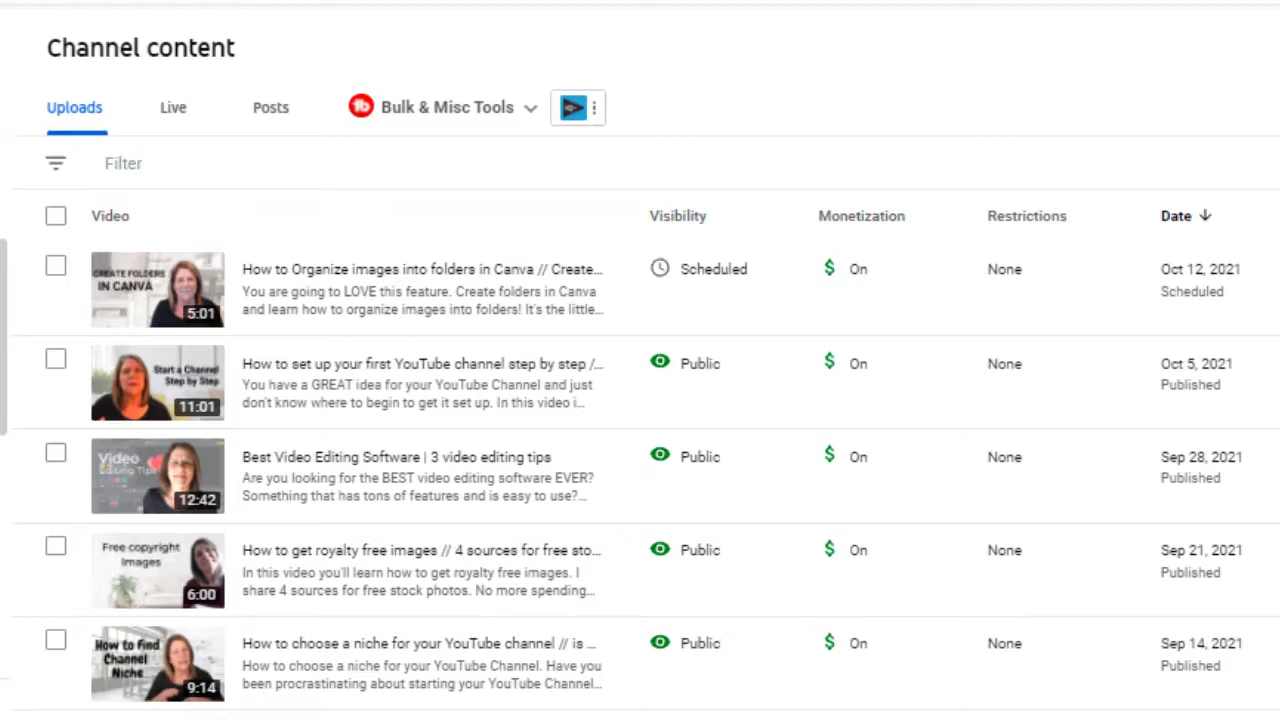 Channel content
Uploads Live Posts tb Bulk & Misc Tools
Filter
Video Visibility Monetization Restrictions Date
CREATE FOLDERS
IN CANVA
5:01
How to Organize images into folders in Canva // Create...
You are going to LOVE this feature. Create folders in Canva
and learn how to organize images into folders! It's the little...
Scheduled $ On None Oct 12, 2021
Scheduled
Start a Channel
Step by Step
11:01
How to set up your first YouTube channel step by step /...
You have a GREAT idea for your YouTube Channel and just
don't know where to begin to get it set up. In this video i...
Public $ On None Oct 5, 2021
Published
Video
Editing Tips
12:42
Best Video Editing Software | 3 video editing tips
Are you looking for the BEST video editing software EVER?
Something that has tons of features and is easy to use?...
Public $ On None Sep 28, 2021
Published
Free copyright
Images
6:00
How to get royalty free images // 4 sources for free sto...
In this video you'll learn how to get royalty free images. I
share 4 sources for free stock photos. No more spending...
Public $ On None Sep 21, 2021
Published
How to find
Channel
Niche
9:14
How to choose a niche for your YouTube channel // is ...
How to choose a niche for your YouTube Channel. Have you
been procrastinating about starting your YouTube Channel...
Public $ On None Sep 14, 2021
Published